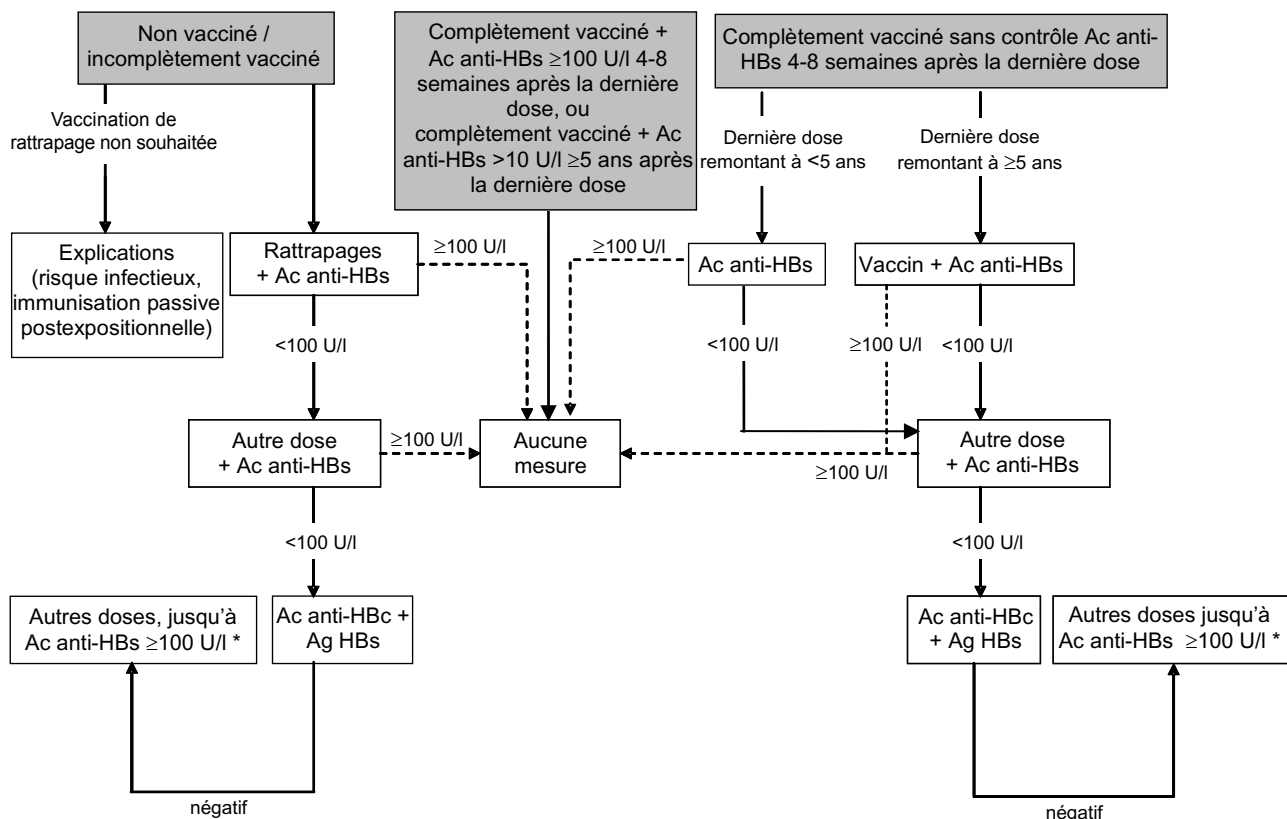 Non vacciné /
incomplètement vacciné
Complètement vacciné +
Ac anti-HBs ≥100 U/l 4-8
semaines après la dernière
dose, ou
complètement vacciné + Ac
anti-HBs >10 U/l ≥5 ans après
la dernière dose
Complètement vacciné sans contrôle Ac anti-
HBs 4-8 semaines après la dernière dose
Vaccination de
rattrapage non souhaitée
Dernière dose
remontant à <5 ans
Dernière dose
remontant à ≥5 ans
Explications
(risque infectieux,
immunisation passive
postexpositionnelle)
Rattrapages
+ Ac anti-HBs
≥100 U/l
≥100 U/l
Ac anti-HBs
Vaccin + Ac anti-HBs
<100 U/l
<100 U/l
≥100 U/l
<100 U/l
Autre dose
+ Ac anti-HBs
≥100 U/l
Aucune
mesure
≥100 U/l
Autre dose
+ Ac anti-HBs
<100 U/l
<100 U/l
Autres doses, jusqu'à
Ac anti-HBs ≥100 U/l *
Ac anti-HBc +
Ag HBs
Ac anti-HBc
+ Ag HBs
Autres doses jusqu'à
Ac anti-HBs ≥100 U/l *
négatif
négatif